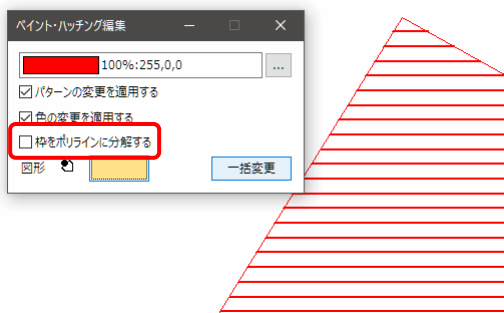 ペイント・ハッチング編集
100%:255,0,0
...
パターンの変更を適用する
色の変更を適用する
枠をポリラインに分解する
図形
一括変更